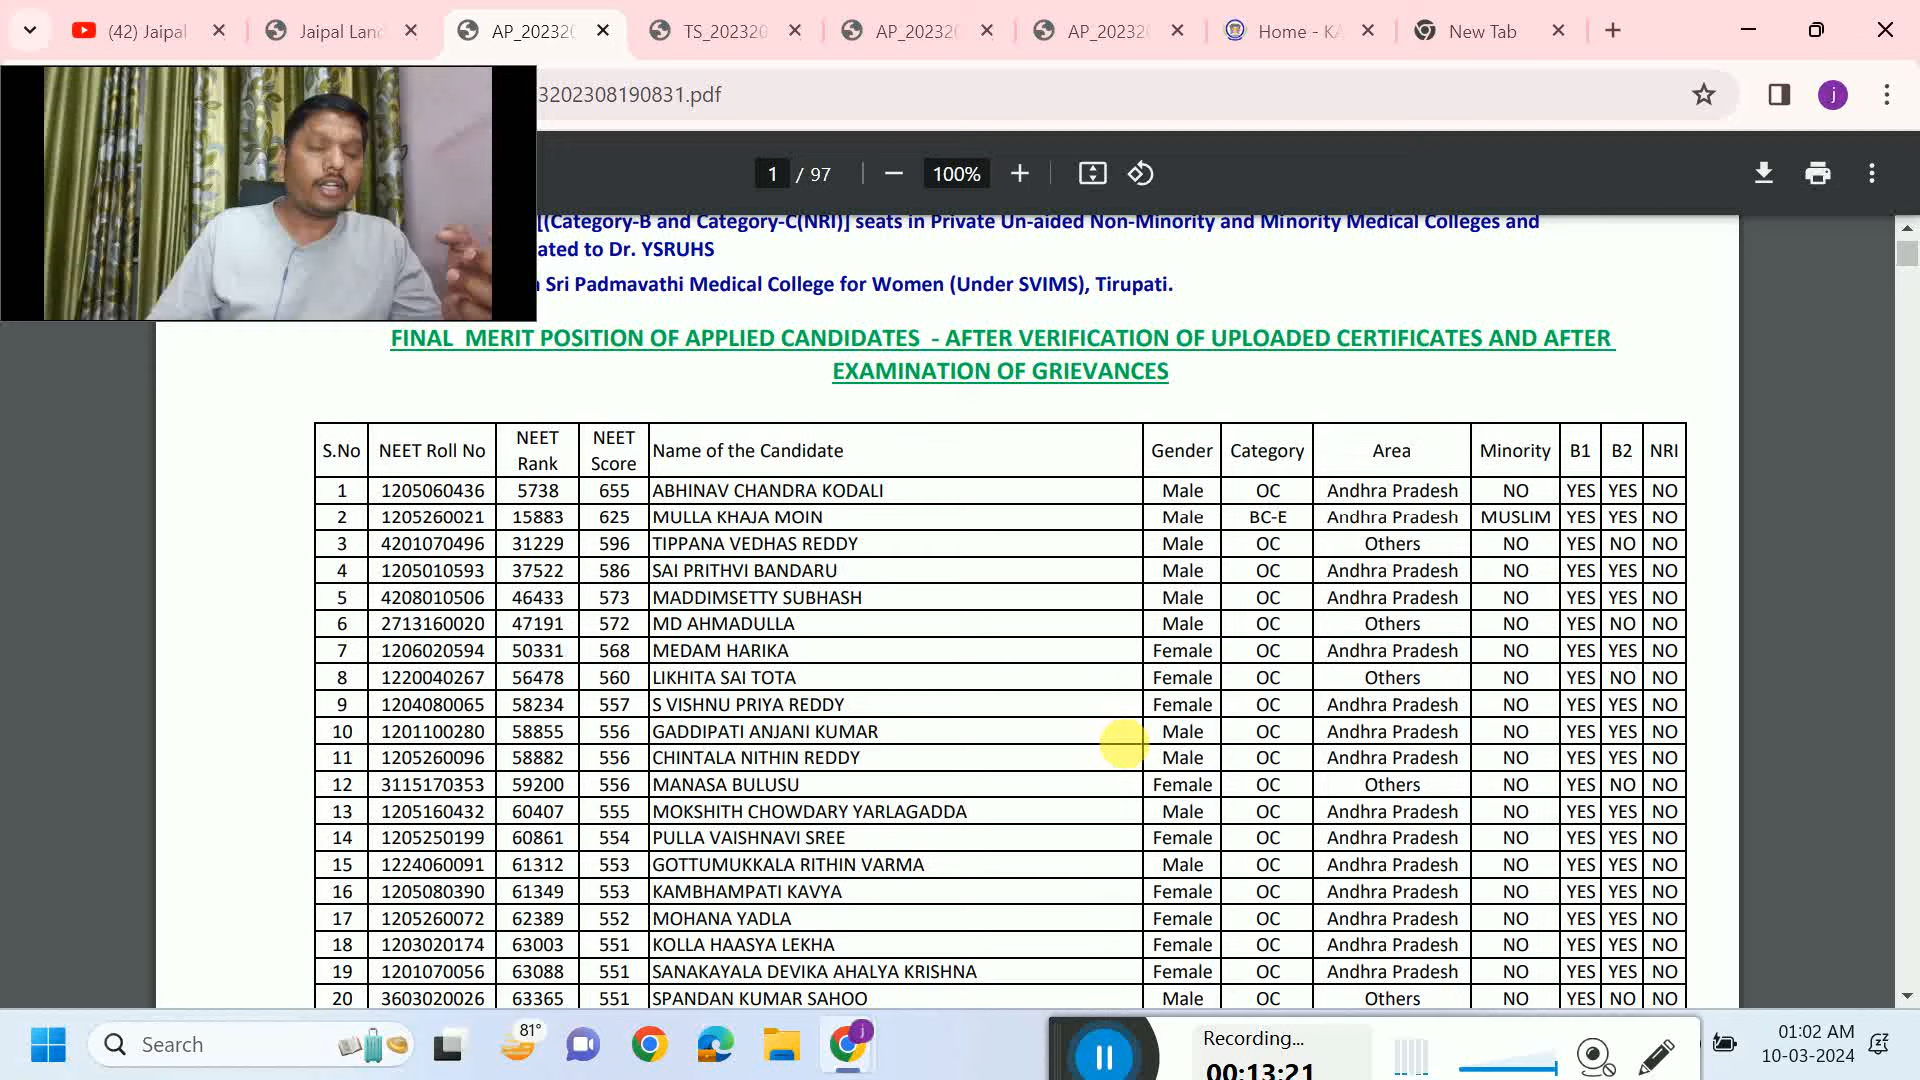 (42) Jaipal
Jaipal Land
AP_20232
TS_202320
AP_20232
AP_20232
Home - KA
New Tab
3202308190831.pdf
j
1 / 97
100%
[(Category-B and Category-C(NRI)] seats in Private Un-aided Non-Minority and Minority Medical Colleges and
ated to Dr. YSRUHS
Sri Padmavathi Medical College for Women (Under SVIMS), Tirupati.
FINAL MERIT POSITION OF APPLIED CANDIDATES - AFTER VERIFICATION OF UPLOADED CERTIFICATES AND AFTER
EXAMINATION OF GRIEVANCES
S.No NEET Roll No NEET Rank NEET Score Name of the Candidate Gender Category Area Minority B1 B2 NRI
1 1205060436 5738 655 ABHINAV CHANDRA KODALI Male OC Andhra Pradesh NO YES YES NO
2 1205260021 15883 625 MULLA KHAJA MOIN Male BC-E Andhra Pradesh MUSLIM YES YES NO
3 4201070496 31229 596 TIPPANA VEDHAS REDDY Male OC Others NO YES NO NO
4 1205010593 37522 586 SAI PRITHVI BANDARU Male OC Andhra Pradesh NO YES YES NO
5 4208010506 46433 573 MADDIMSETTY SUBHASH Male OC Andhra Pradesh NO YES YES NO
6 2713160020 47191 572 MD AHMADULLA Male OC Others NO YES NO NO
7 1206020594 50331 568 MEDAM HARIKA Female OC Andhra Pradesh NO YES YES NO
8 1220040267 56478 560 LIKHITA SAI TOTA Female OC Others NO YES NO NO
9 1204080065 58234 557 S VISHNU PRIYA REDDY Female OC Andhra Pradesh NO YES YES NO
10 1201100280 58855 556 GADDIPATI ANJANI KUMAR Male OC Andhra Pradesh NO YES YES NO
11 1205260096 58882 556 CHINTALA NITHIN REDDY Male OC Andhra Pradesh NO YES YES NO
12 3115170353 59200 556 MANASA BULUSU Female OC Others NO YES NO NO
13 1205160432 60407 555 MOKSHITH CHOWDARY YARLAGADDA Male OC Andhra Pradesh NO YES YES NO
14 1205250199 60861 554 PULLA VAISHNAVI SREE Female OC Andhra Pradesh NO YES YES NO
15 1224060091 61312 553 GOTTUMUKKALA RITHIN VARMA Male OC Andhra Pradesh NO YES YES NO
16 1205080390 61349 553 KAMBHAMPATI KAVYA Female OC Andhra Pradesh NO YES YES NO
17 1205260072 62389 552 MOHANA YADLA Female OC Andhra Pradesh NO YES YES NO
18 1203020174 63003 551 KOLLA HAASYA LEKHA Female OC Andhra Pradesh NO YES YES NO
19 1201070056 63088 551 SANAKAYALA DEVIKA AHALYA KRISHNA Female OC Andhra Pradesh NO YES YES NO
20 3603020026 63365 551 SPANDAN KUMAR SAHOO Male OC Others NO YES NO NO
Search
81°
j
Recording...
00:13:21
01:02 AM
10-03-2024